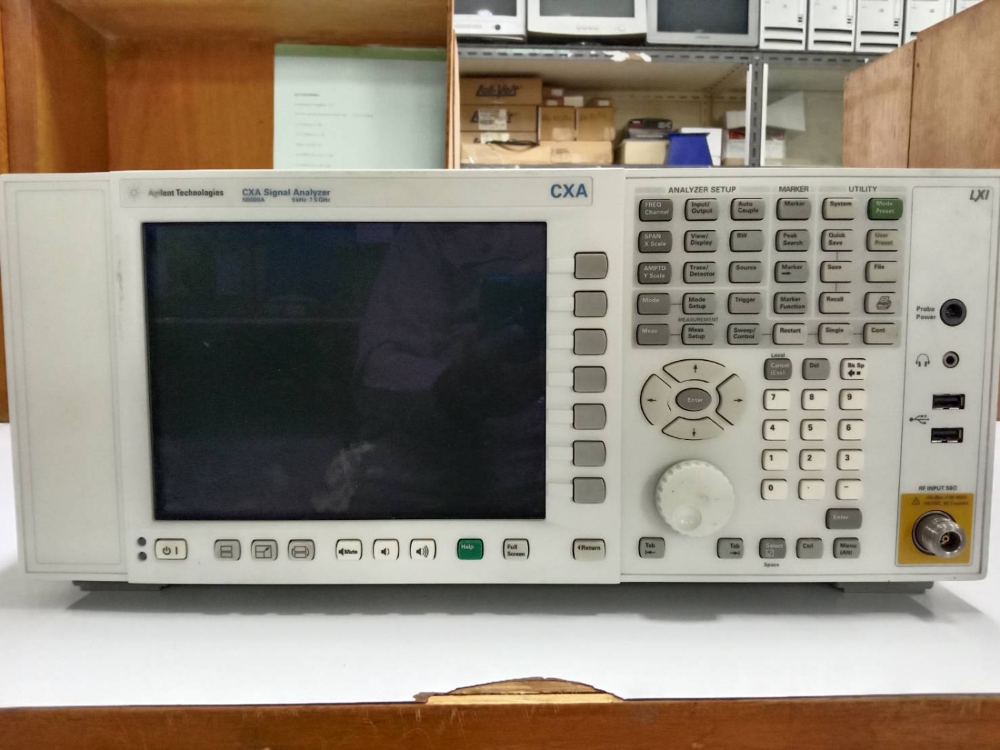 Lab-Volt
Agilent Technologies
CXA Signal Analyzer
N9000A
9 kHz-7.5 GHz
CXA
ANALYZER SETUP
MARKER
UTILITY
LXI
FREQ
Channel
Input/
Output
Auto
Couple
Marker
System
Mode
Preset
SPAN
X Scale
View/
Display
BW
Peak
Search
Quick
Save
User
Preset
AMPTD
Y Scale
Trace/
Detector
Source
Marker
→
Save
File
Mode
Mode
Setup
Trigger
Marker
Function
Recall
MEASUREMENT
Meas
Meas
Setup
Sweep/
Control
Restart
Single
Cont
Probe
Power
Local
Cancel
(Esc)
Del
Bk Sp
←
↑
←
Enter
→
↓
7
8
9
4
5
6
1
2
3
0
.
−
Enter
RF INPUT 50Ω
Mute
Help
Full
Screen
Return
Tab
Tab
Select
Space
Ctrl
Menu
(Alt)